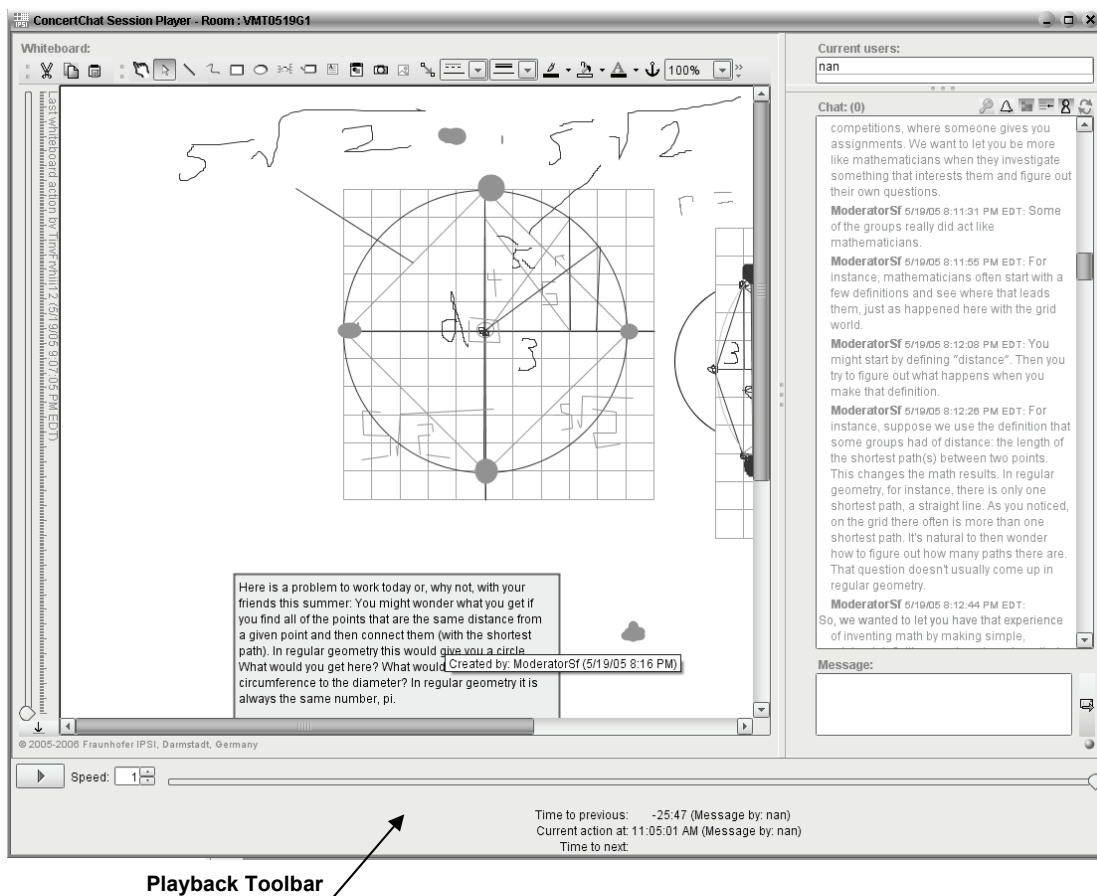 ConcertChat Session Player - Room : VMT0519G1
Whiteboard:
100%
Last whiteboard action by TinyFryhiii12 (5/19/05 9:07:05 PM EDT)
5√2 . 5√2
r =
5
r
4
5
d
3
3
5√2
5√2
Here is a problem to work today or, why not, with your
friends this summer: You might wonder what you get if
you find all of the points that are the same distance from
a given point and then connect them (with the shortest
path). In regular geometry this would give you a circle.
What would you get here? What would
Created by: ModeratorSf (5/19/05 8:16 PM)
circumference to the diameter? In regular geometry it is
always the same number, pi.
© 2005-2006 Fraunhofer IPSI, Darmstadt, Germany
Current users:
nan
Chat: (0)
competitions, where someone gives you
assignments. We want to let you be more
like mathematicians when they investigate
something that interests them and figure out
their own questions.
ModeratorSf 5/19/05 8:11:31 PM EDT: Some
of the groups really did act like
mathematicians.
ModeratorSf 5/19/05 8:11:55 PM EDT: For
instance, mathematicians often start with a
few definitions and see where that leads
them, just as happened here with the grid
world.
ModeratorSf 5/19/05 8:12:08 PM EDT: You
might start by defining "distance". Then you
try to figure out what happens when you
make that definition.
ModeratorSf 5/19/05 8:12:26 PM EDT: For
instance, suppose we use the definition that
some groups had of distance: the length of
the shortest path(s) between two points.
This changes the math results. In regular
geometry, for instance, there is only one
shortest path, a straight line. As you noticed,
on the grid there often is more than one
shortest path. It's natural to then wonder
how to figure out how many paths there are.
That question doesn't usually come up in
regular geometry.
ModeratorSf 5/19/05 8:12:44 PM EDT:
So, we wanted to let you have that experience
of inventing math by making simple,
Message:
Speed: 1
Time to previous: -25:47 (Message by: nan)
Current action at: 11:05:01 AM (Message by: nan)
Time to next:
Playback Toolbar